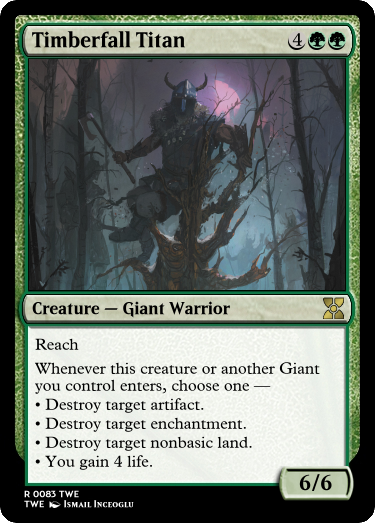 Timberfall Titan 4
Creature — Giant Warrior
Reach
Whenever this creature or another Giant
you control enters, choose one —
• Destroy target artifact.
• Destroy target enchantment.
• Destroy target nonbasic land.
• You gain 4 life.
6/6
R 0083 TWE
TWE Ismail Inceoglu